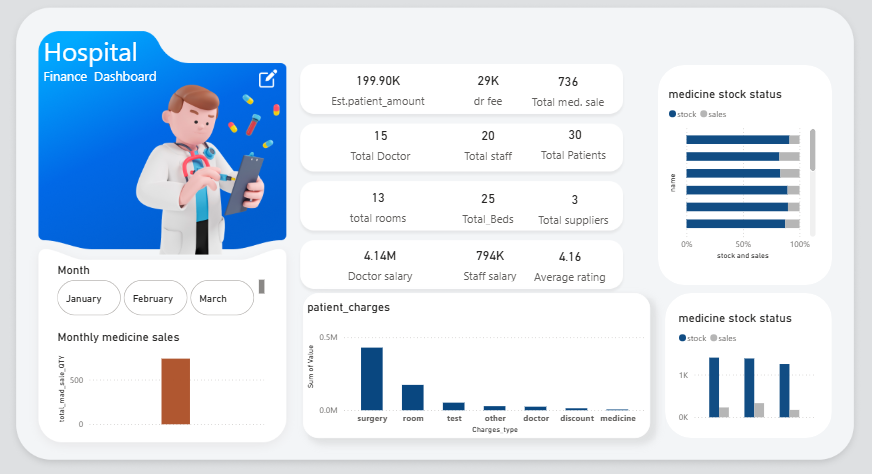 Hospital
Finance Dashboard
199.90K
29K
736
Est.patient_amount
dr fee
Total med. sale
15
20
30
Total Doctor
Total staff
Total Patients
13
25
3
total rooms
Total_Beds
Total suppliers
4.14M
794K
4.16
Doctor salary
Staff salary
Average rating
Month
January
February
March
Monthly medicine sales
total_mad_sale_QTY
500
0
patient_charges
Sum of Value
0.5M
0.0M
surgery room test other doctor discount medicine
Charges_type
medicine stock status
stock sales
name
0% 50% 100%
stock and sales
medicine stock status
stock sales
1K
0K